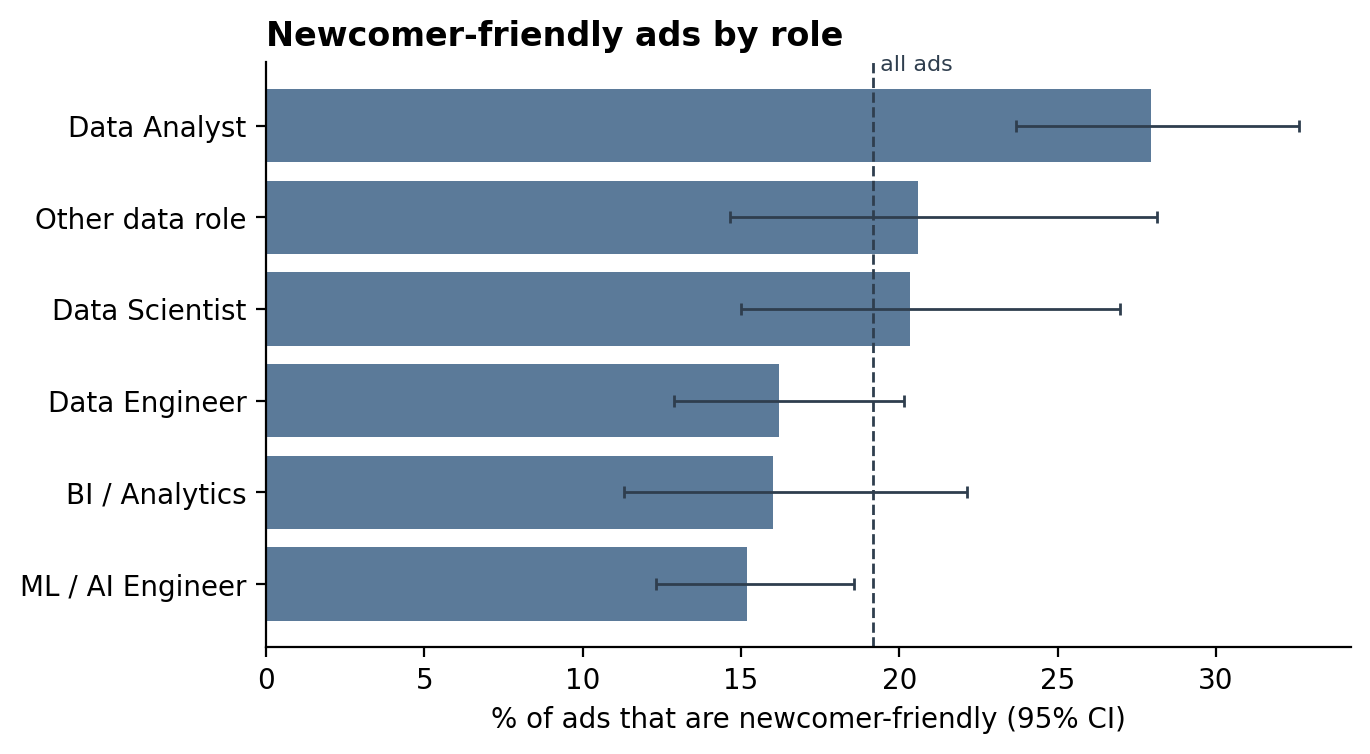 Newcomer-friendly ads by role
all ads
Data Analyst
Other data role
Data Scientist
Data Engineer
BI / Analytics
ML / AI Engineer
0 5 10 15 20 25 30
% of ads that are newcomer-friendly (95% CI)